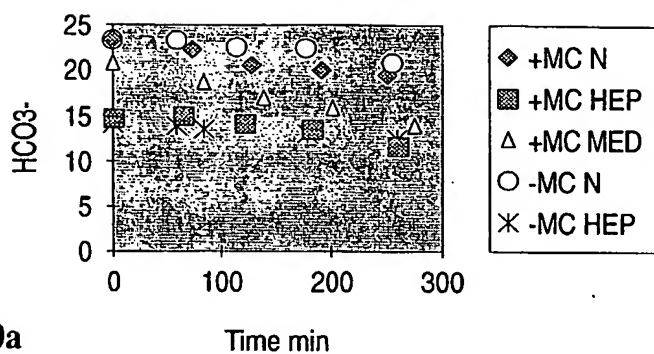 25
20
15
10
5
0
HCO3-
0 100 200 300
Time min
+MC N
+MC HEP
+MC MED
-MC N
-MC HEP